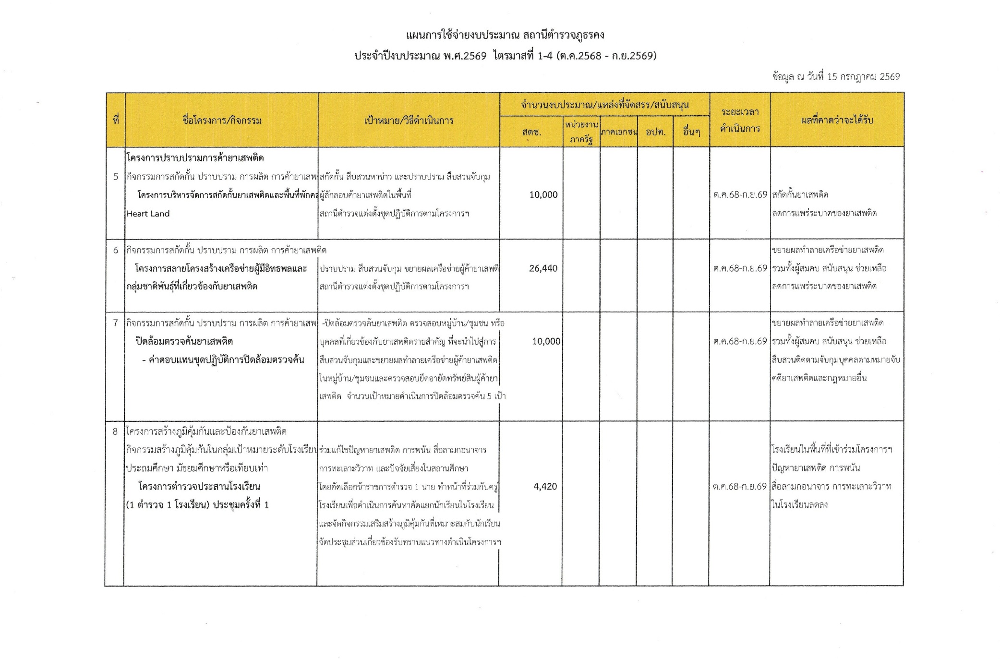 แผนการใช้จ่ายงบประมาณ สถานีตำรวจภูธรคง
ประจำปีงบประมาณ พ.ศ.2569 ไตรมาสที่ 1-4 (ต.ค.2568 - ก.ย.2569)
ข้อมูล ณ วันที่ 15 กรกฎาคม 2569
ที่
ชื่อโครงการ/กิจกรรม
เป้าหมาย/วิธีดำเนินการ
จำนวนงบประมาณ/แหล่งที่จัดสรร/สนับสนุน
สตช.
หน่วยงาน
ภาครัฐ
ภาคเอกชน
อปท.
อื่นๆ
ระยะเวลา
ดำเนินการ
ผลที่คาดว่าจะได้รับ
5
โครงการปราบปรามการค้ายาเสพติด
กิจกรรมการสกัดกั้น ปราบปราม การผลิต การค้ายาเสพ
โครงการบริหารจัดการสกัดกั้นยาเสพติดและพื้นที่พักคอ
Heart Land
สกัดกั้น สืบสวนหาข่าว และปราบปราม สืบสวนจับกุม
ผู้ลักลอบค้ายาเสพติดในพื้นที่
สถานีตำรวจแต่งตั้งชุดปฏิบัติการตามโครงการฯ
10,000
ต.ค.68-ก.ย.69
สกัดกั้นยาเสพติด
ลดการแพร่ระบาดของยาเสพติด
6
กิจกรรมการสกัดกั้น ปราบปราม การผลิต การค้ายาเสพติด
โครงการสลายโครงสร้างเครือข่ายผู้มีอิทธพลและ
กลุ่มชาติพันธุ์ที่เกี่ยวข้องกับยาเสพติด
ปราบปราม สืบสวนจับกุม ขยายผลเครือข่ายผู้ค้ายาเสพติ
สถานีตำรวจแต่งตั้งชุดปฏิบัติการตามโครงการฯ
26,440
ต.ค.68-ก.ย.69
ขยายผลทำลายเครือข่ายยาเสพติด
รวมทั้งผู้สมคบ สนับสนุน ช่วยเหลือ
ลดการแพร่ระบาดของยาเสพติด
7
กิจกรรมการสกัดกั้น ปราบปราม การผลิต การค้ายาเสพ
ปิดล้อมตรวจค้นยาเสพติด
- ค่าตอบแทนชุดปฏิบัติการปิดล้อมตรวจค้น
-ปิดล้อมตรวจค้นยาเสพติด ตรวจสอบหมู่บ้าน/ชุมชน หรือ
บุคคลที่เกี่ยวข้องกับยาเสพติดรายสำคัญ ที่จะนำไปสู่การ
สืบสวนจับกุมและขยายผลทำลายเครือข่ายผู้ค้ายาเสพติด
ในหมู่บ้าน/ชุมชนและตรวจสอบยึดอายัดทรัพย์สินผู้ค้ายา
เสพติด จำนวนเป้าหมายดำเนินการปิดล้อมตรวจค้น 5 เป้า
10,000
ต.ค.68-ก.ย.69
ขยายผลทำลายเครือข่ายยาเสพติด
รวมทั้งผู้สมคบ สนับสนุน ช่วยเหลือ
สืบสวนติดตามจับกุมบุคคลตามหมายจับ
คดียาเสพติดและกฎหมายอื่น
8
โครงการสร้างภูมิคุ้มกันและป้องกันยาเสพติด
กิจกรรมสร้างภูมิคุ้มกันในกลุ่มเป้าหมายระดับโรงเรียน
ประถมศึกษา มัธยมศึกษาหรือเทียบเท่า
โครงการตำรวจประสานโรงเรียน
(1 ตำรวจ 1 โรงเรียน) ประชุมครั้งที่ 1
ร่วมแก้ไขปัญหายาเสพติด การพนัน สื่อลามกอนาจาร
การทะเลาะวิวาท และปัจจัยเสี่ยงในสถานศึกษา
โดยคัดเลือกข้าราชการตำรวจ 1 นาย ทำหน้าที่ร่วมกับครู
โรงเรียนเพื่อดำเนินการค้นหาคัดแยกนักเรียนในโรงเรียน
และจัดกิจกรรมเสริมสร้างภูมิคุ้มกันที่เหมาะสมกับนักเรียน
จัดประชุมส่วนเกี่ยวข้องรับทราบแนวทางดำเนินโครงการฯ
4,420
ต.ค.68-ก.ย.69
โรงเรียนในพื้นที่ที่เข้าร่วมโครงการฯ
ปัญหายาเสพติด การพนัน
สื่อลามกอนาจาร การทะเลาะวิวาท
ในโรงเรียนลดลง